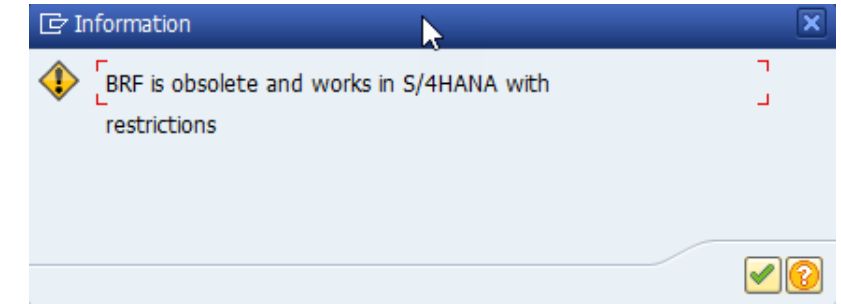 Information
BRF is obsolete and works in S/4HANA with
restrictions